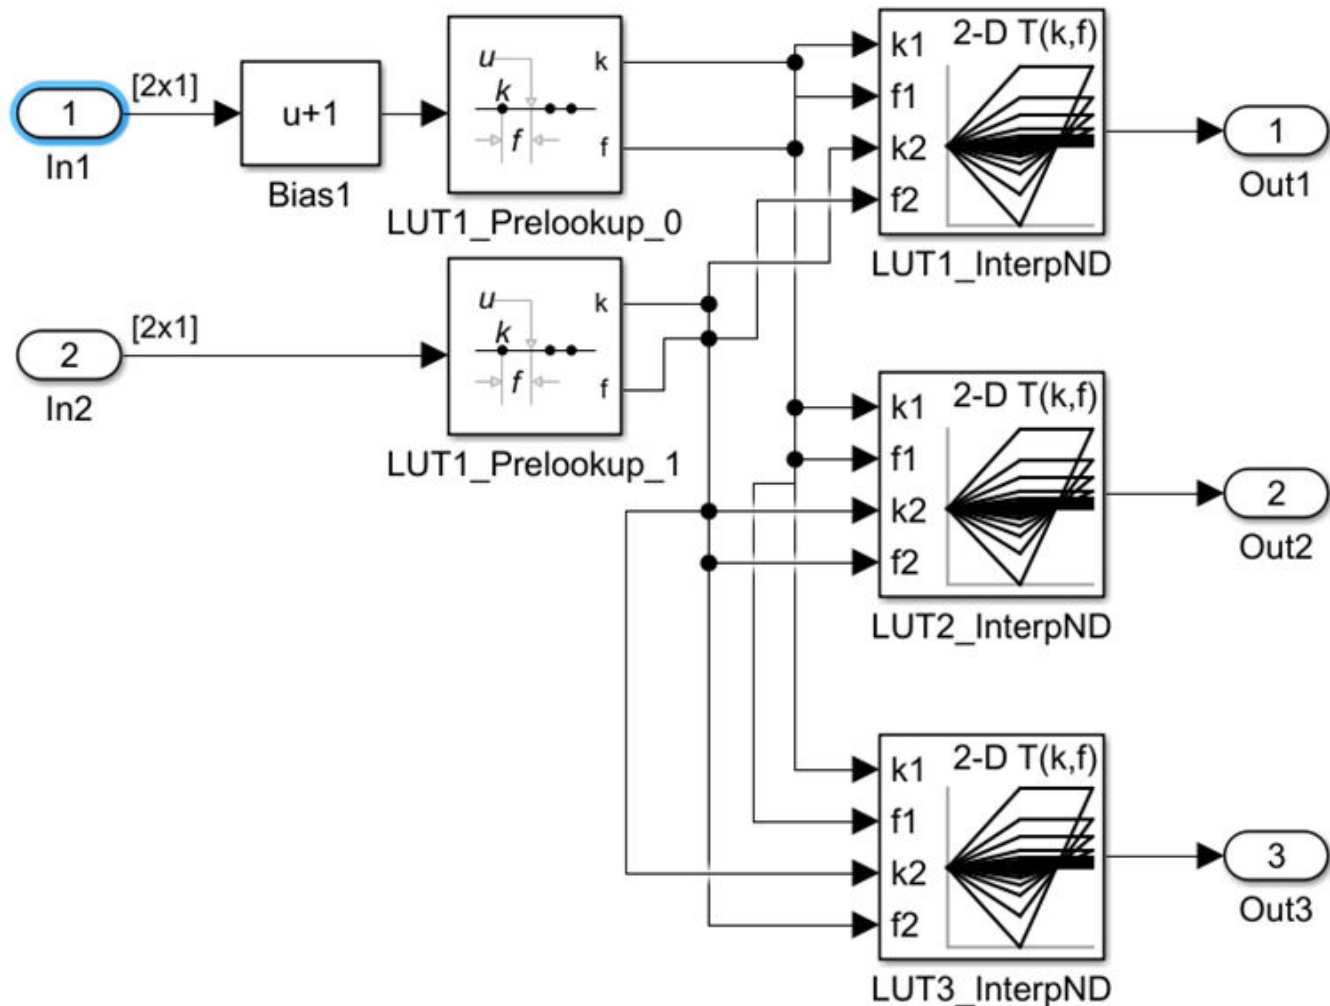 1
In1
[2x1]
u+1
Bias1
u
k
f
k
f
LUT1_Prelookup_0
2
In2
[2x1]
u
k
f
k
f
LUT1_Prelookup_1
k1
f1
k2
f2
2-D T(k,f)
LUT1_InterpND
1
Out1
k1
f1
k2
f2
2-D T(k,f)
LUT2_InterpND
2
Out2
k1
f1
k2
f2
2-D T(k,f)
LUT3_InterpND
3
Out3